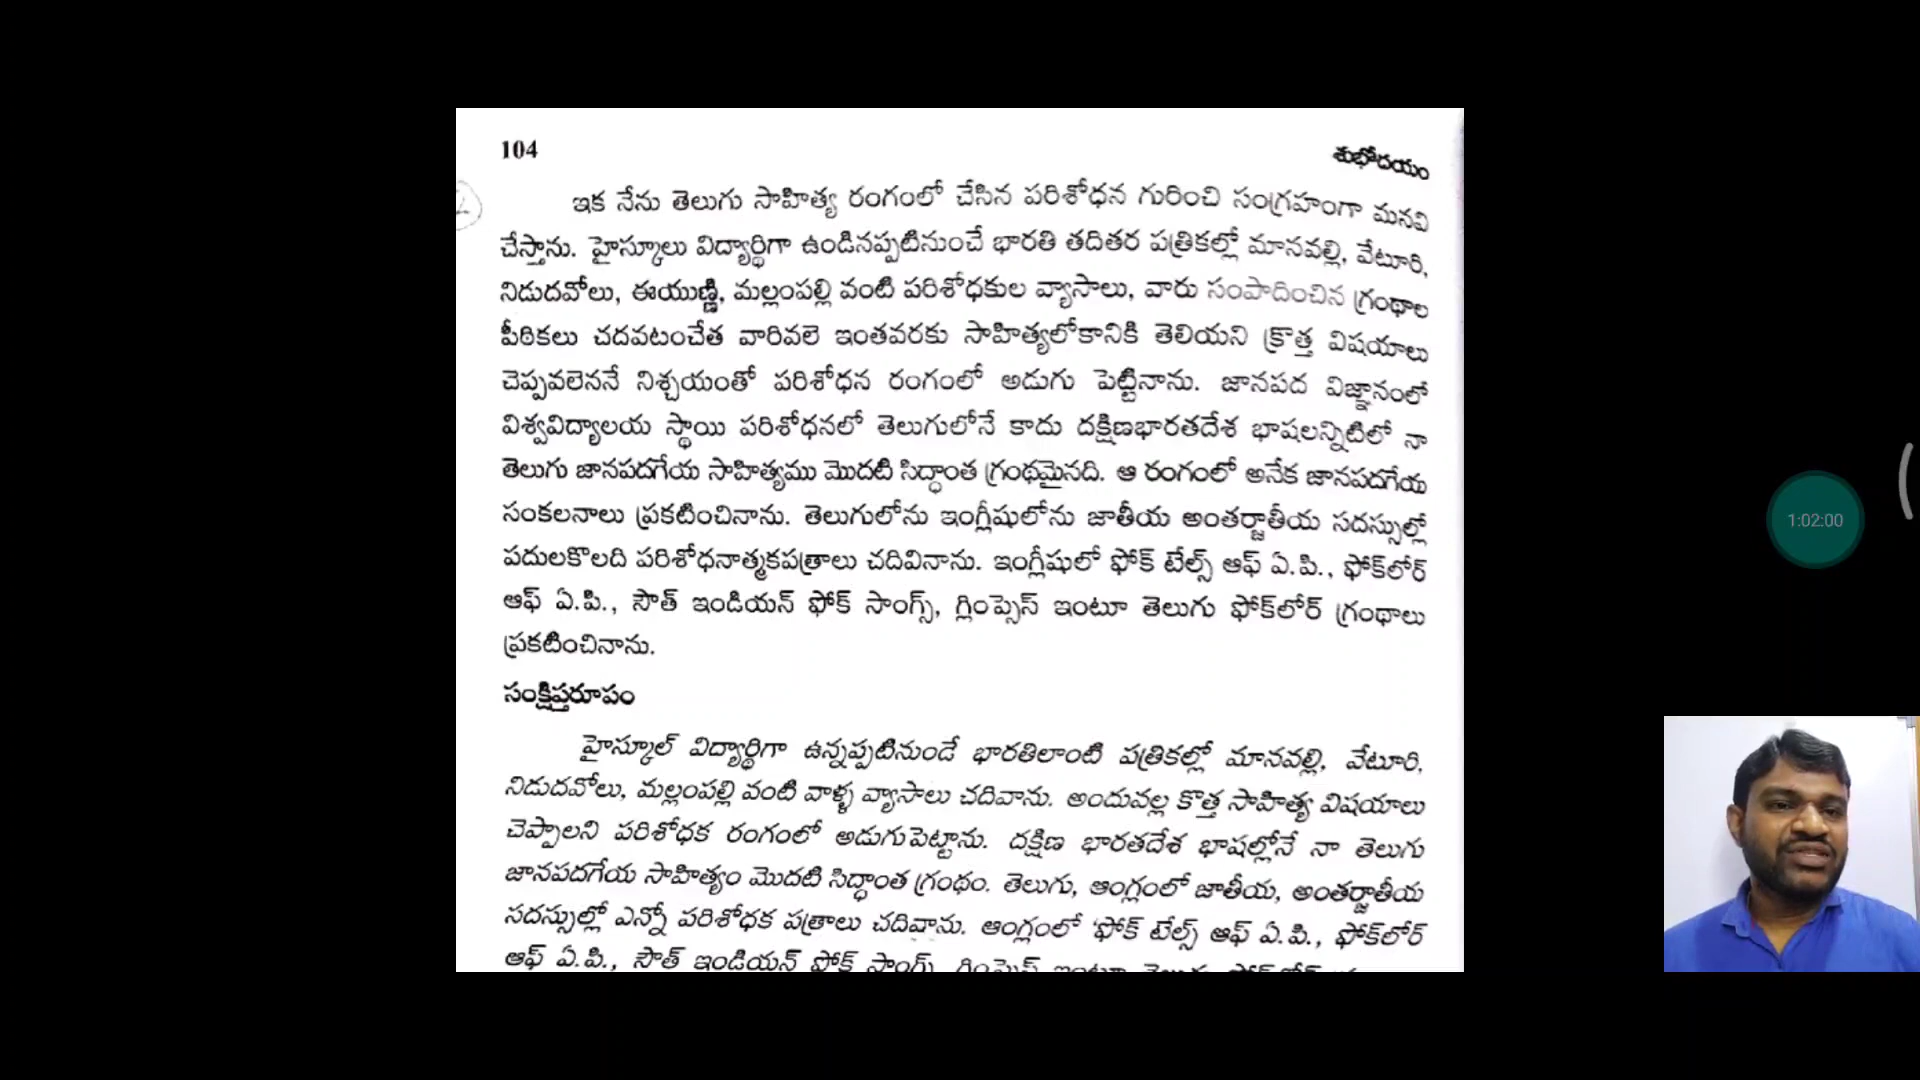 104
శుభోదయం
ఇక నేను తెలుగు సాహిత్య రంగంలో చేసిన పరిశోధన గురించి సంగ్రహంగా మనవి
చేస్తాను. హైస్కూలు విద్యార్థిగా ఉండినప్పటినుంచే భారతి తదితర పత్రికల్లో మానవల్లి, వేటూరి,
నిడుదవోలు, ఈయుణ్ణి, మల్లంపల్లి వంటి పరిశోధకుల వ్యాసాలు, వారు సంపాదించిన గ్రంథాల
పీఠికలు చదవటంచేత వారివలె ఇంతవరకు సాహిత్యలోకానికి తెలియని క్రొత్త విషయాలు
చెప్పవలెననే నిశ్చయంతో పరిశోధన రంగంలో అడుగు పెట్టినాను. జానపద విజ్ఞానంలో
విశ్వవిద్యాలయ స్థాయి పరిశోధనలో తెలుగులోనే కాదు దక్షిణభారతదేశ భాషలన్నిటిలో నా
తెలుగు జానపదగేయ సాహిత్యము మొదటి సిద్ధాంత గ్రంథమైనది. ఆ రంగంలో అనేక జానపదగేయ
సంకలనాలు ప్రకటించినాను. తెలుగులోను ఇంగ్లీషులోను జాతీయ అంతర్జాతీయ సదస్సుల్లో
పదులకొలది పరిశోధనాత్మకపత్రాలు చదివినాను. ఇంగ్లీషులో ఫోక్ టేల్స్ ఆఫ్ ఏ.పి., ఫోక్‌లోర్
ఆఫ్ ఏ.పి., సౌత్ ఇండియన్ ఫోక్ సాంగ్స్, గ్లింప్సెస్ ఇంటూ తెలుగు ఫోక్‌లోర్ గ్రంథాలు
ప్రకటించినాను.
సంక్షిప్తరూపం
హైస్కూల్ విద్యార్థిగా ఉన్నప్పటినుండే భారతిలాంటి పత్రికల్లో మానవల్లి, వేటూరి,
నిడుదవోలు, మల్లంపల్లి వంటి వాళ్ళ వ్యాసాలు చదివాను. అందువల్ల కొత్త సాహిత్య విషయాలు
చెప్పాలని పరిశోధక రంగంలో అడుగుపెట్టాను. దక్షిణ భారతదేశ భాషల్లోనే నా తెలుగు
జానపదగేయ సాహిత్యం మొదటి సిద్ధాంత గ్రంథం. తెలుగు, ఆంగ్లంలో జాతీయ, అంతర్జాతీయ
సదస్సుల్లో ఎన్నో పరిశోధక పత్రాలు చదివాను. ఆంగ్లంలో 'ఫోక్ టేల్స్ ఆఫ్ ఏ.పి., ఫోక్‌లోర్
ఆఫ్ ఏ.పి., సౌత్ ఇండియన్ ఫోక్ సాంగ్స్, గ్లింప్సెస్ ఇంటూ తెలుగు
1:02:00